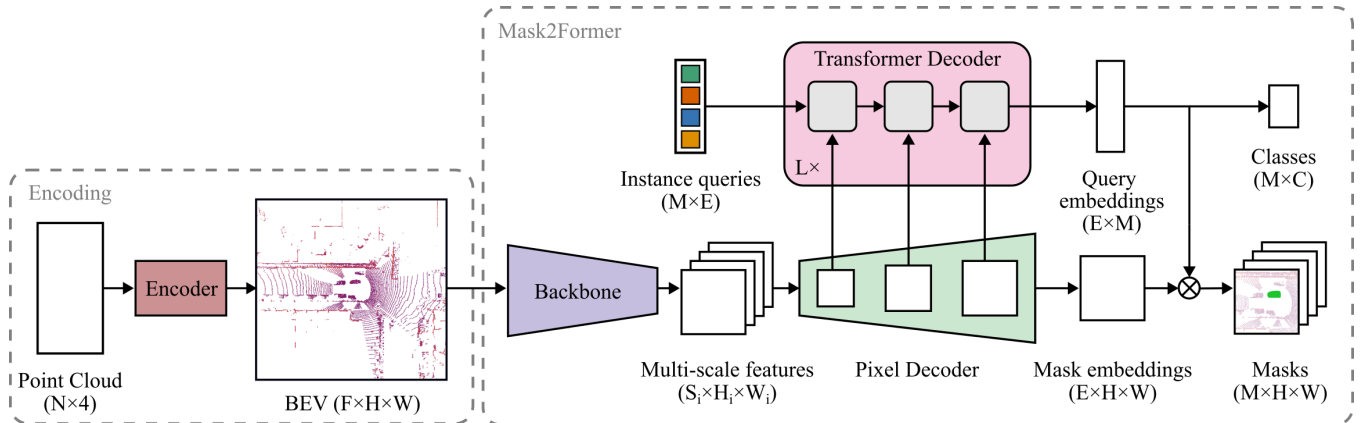 Mask2Former
Transformer Decoder
L×
Instance queries
(M×E)
Query
embeddings
(E×M)
Classes
(M×C)
Encoding
Encoder
Backbone
Point Cloud
(N×4)
BEV (F×H×W)
Multi-scale features
(Sᵢ×Hᵢ×Wᵢ)
Pixel Decoder
Mask embeddings
(E×H×W)
Masks
(M×H×W)